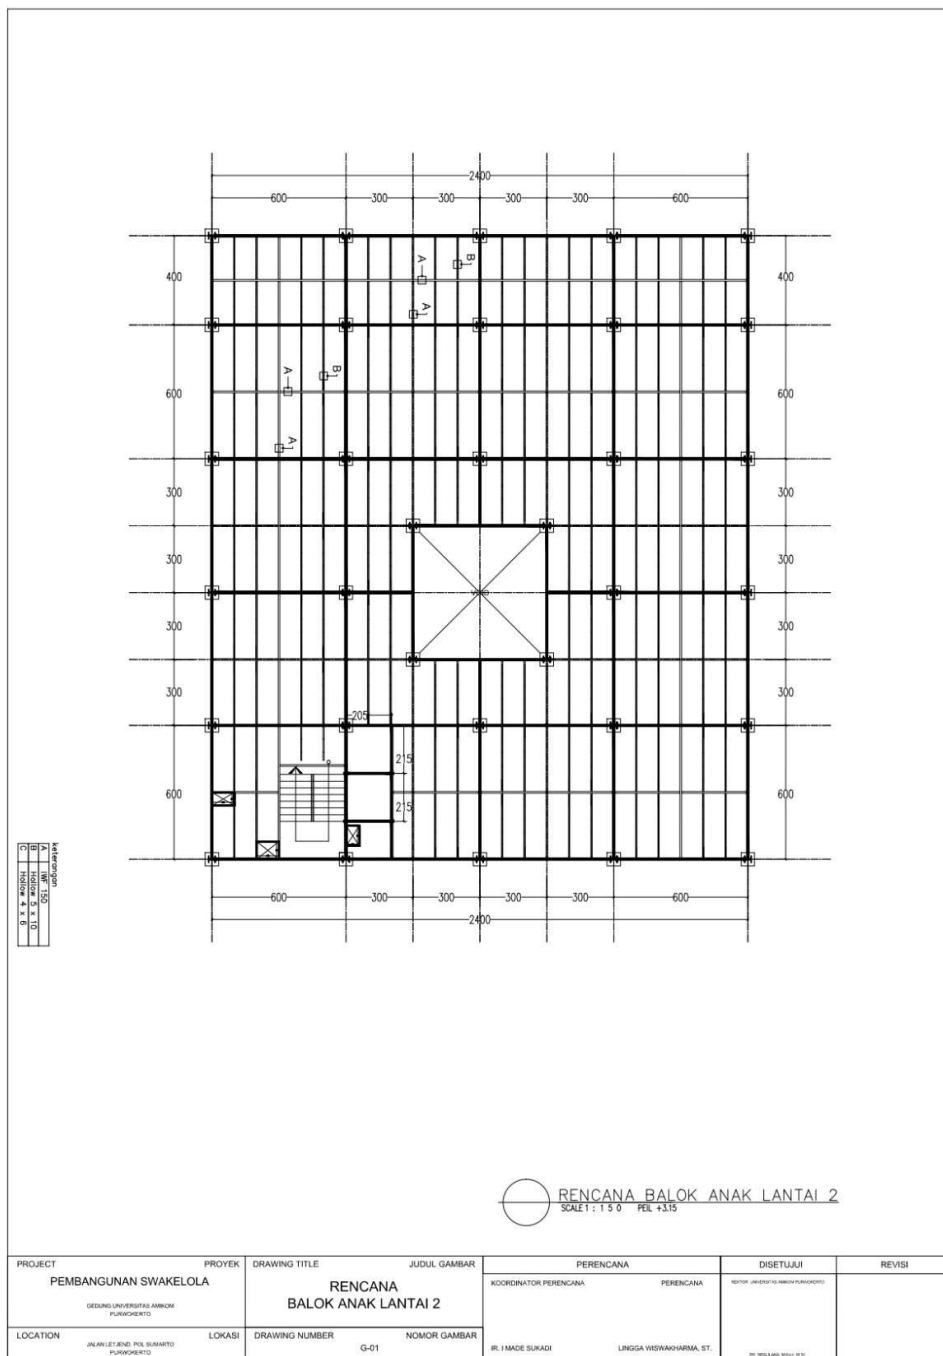 2400
600 300 300 300 300 600
400 400
A
B
A
600 600
A
B
A
300 300
300 300
300 300
300 300
205
215
215
600 600
600 300 300 300 300 600
2400
keterangan
A IWF 150
B Hollow 5 x 10
C Hollow 4 x 6
RENCANA BALOK ANAK LANTAI 2
SCALE 1 : 1 5 0 PEIL +3.15
PROJECT PROYEK
PEMBANGUNAN SWAKELOLA
GEDUNG UNIVERSITAS AMIKOM
PURWOKERTO
LOCATION LOKASI
JALAN LETJEND. POL SUMARTO
PURWOKERTO
DRAWING TITLE JUDUL GAMBAR
RENCANA
BALOK ANAK LANTAI 2
DRAWING NUMBER NOMOR GAMBAR
G-01
PERENCANA
KOORDINATOR PERENCANA PERENCANA
IR. I MADE SUKADI LINGGA WISWAKHARMA, ST.
DISETUJUI
REKTOR UNIVERSITAS AMIKOM PURWOKERTO
REVISI